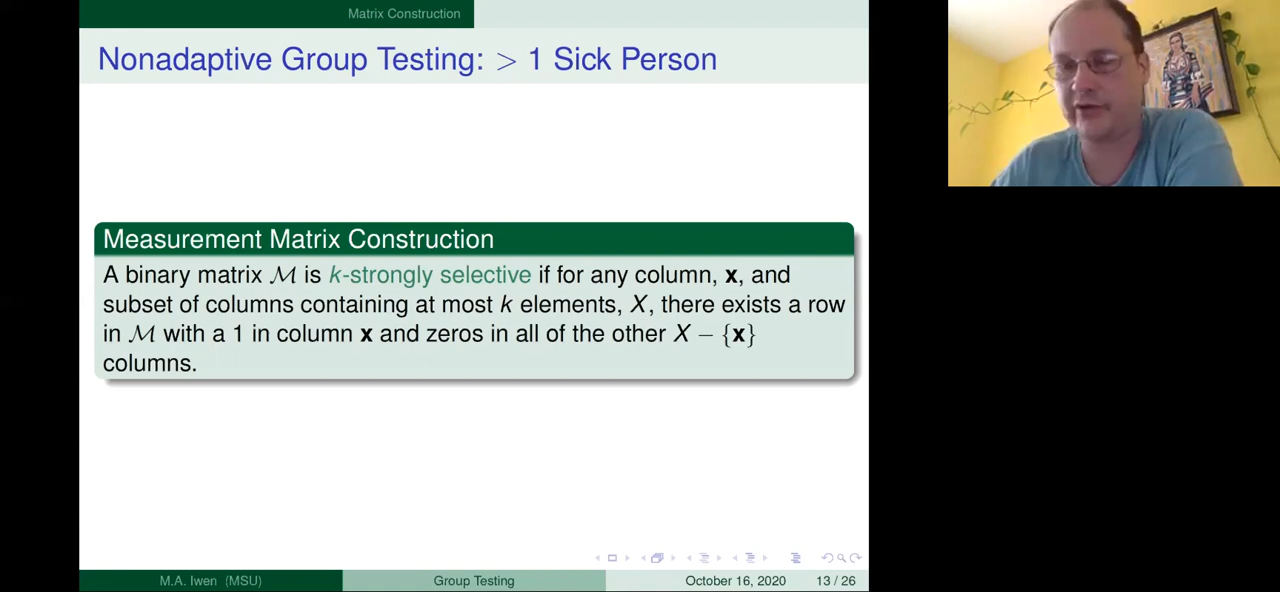 Matrix Construction
Nonadaptive Group Testing: > 1 Sick Person
Measurement Matrix Construction
A binary matrix ℳ is k-strongly selective if for any column, x, and
subset of columns containing at most k elements, X, there exists a row
in ℳ with a 1 in column x and zeros in all of the other X − {x}
columns.
M.A. Iwen (MSU) Group Testing October 16, 2020 13 / 26